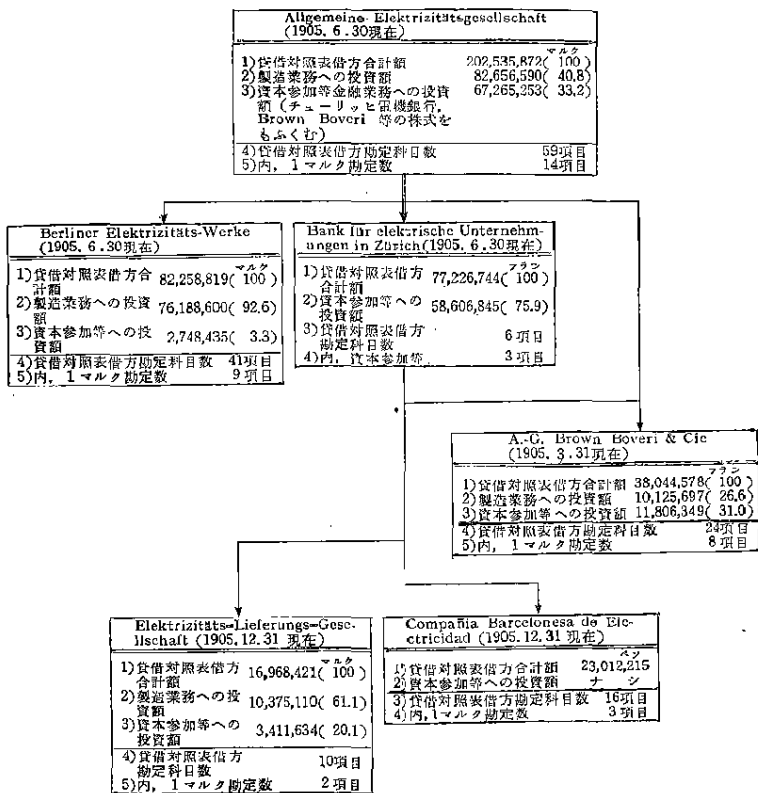 Allgemeine Elektrizitätsgesellschaft
(1905. 6.30現在)
マルク
1)貸借対照表借方合計額 202,535,872( 100 )
2)製造業務への投資額 82,656,590( 40,8)
3)資本参加等金融業務への投資 67,265,253( 33,2)
額(チューリッヒ電機銀行,
Brown Boveri 等の株式を
もふくむ)
4)貸借対照表借方勘定科目数 59項目
5)内, 1マルク勘定数 14項目
Berliner Elektrizitäts-Werke
(1905. 6.30現在)
マルク
1)貸借対照表借方合 82,258,819( 100 )
計額
2)製造業務への投資 76,188,600( 92.6)
額
3)資本参加等への投 2,748,435( 3.3)
資額
4)貸借対照表借方勘定科目数 41項目
5)内, 1マルク勘定数 9項目
Bank für elektrische Unternehm-
ungen in Zürich(1905. 6.30現在)
フラン
1)貸借対照表借方 77,226,744( 100 )
合計額
2)資本参加等への 58,606,845( 75.9)
投資額
3)貸借対照表借方 6項目
勘定科目数
4)内, 資本参加等 3項目
A.-G. Brown Boveri & Cie
(1905. 3.31現在)
フラン
1)貸借対照表借方合計額 38,044,578( 100 )
2)製造業務への投資額 10,125,697( 26.6)
3)資本参加等への投資額 11,806,349( 31.0)
4)貸借対照表借方勘定科目数 24項目
5)内, 1マルク勘定数 8項目
Elektrizitäts-Lieferungs-Gese-
llschaft (1905.12.31 現在)
マルク
1)貸借対照表借方 16,968,421( 100 )
合計額
2)製造業務への投 10,375,110( 61.1)
資額
3)資本参加等への 3,411,634( 20.1)
投資額
4)貸借対照表借方 10項目
勘定科目数
5)内, 1マルク勘定数 2項目
Compañia Barcelonesa de Ele-
ctricidad (1905.12.31 現在)
ペソ
1)貸借対照表借方合計額 23,012,215
2)資本参加等への投資額 ナ シ
3)貸借対照表借方勘定科目数 16項目
4)内,1マルク勘定数 3項目